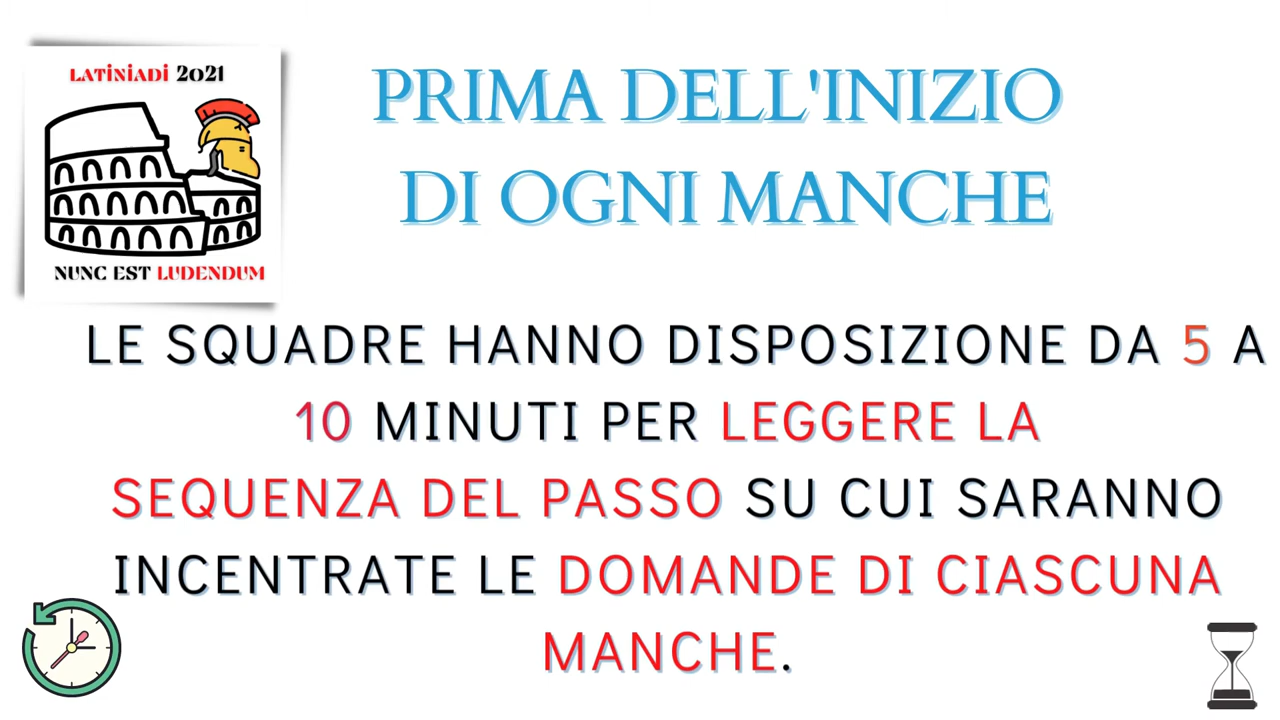 LATINIADI 2021
NUNC EST LUDENDUM
PRIMA DELL'INIZIO
DI OGNI MANCHE
LE SQUADRE HANNO DISPOSIZIONE DA 5 A
10 MINUTI PER LEGGERE LA
SEQUENZA DEL PASSO SU CUI SARANNO
INCENTRATE LE DOMANDE DI CIASCUNA
MANCHE.